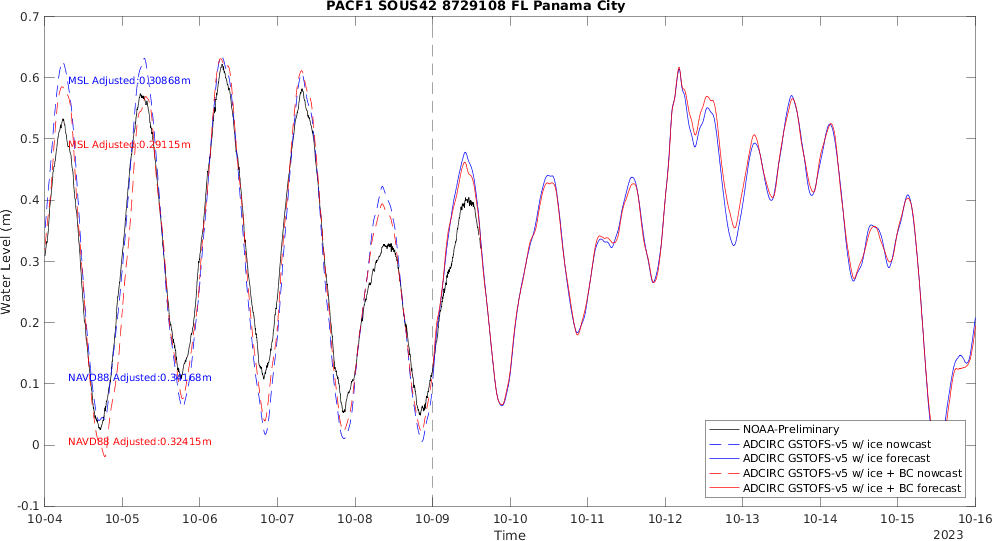 PACF1 SOUS42 8729108 FL Panama City
0.7
0.6
0.5
0.4
0.3
0.2
0.1
0
-0.1
Water Level (m)
MSL Adjusted:0.30868m
MSL Adjusted:0.29115m
NAVD88 Adjusted:0.34168m
NAVD88 Adjusted:0.32415m
NOAA-Preliminary
ADCIRC GSTOFS-v5 w/ ice nowcast
ADCIRC GSTOFS-v5 w/ ice forecast
ADCIRC GSTOFS-v5 w/ ice + BC nowcast
ADCIRC GSTOFS-v5 w/ ice + BC forecast
10-04 10-05 10-06 10-07 10-08 10-09 10-10 10-11 10-12 10-13 10-14 10-15 10-16
Time
2023